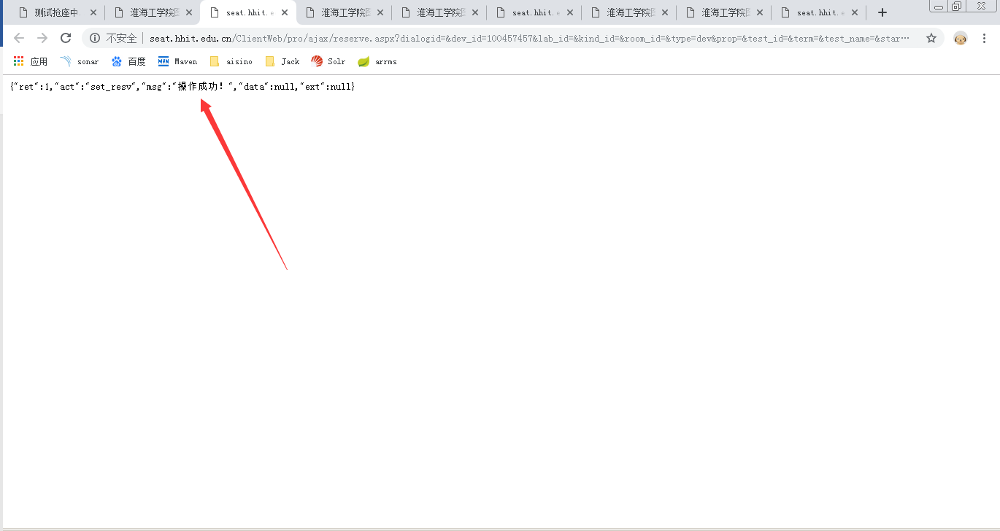 测试抢座中
淮海工学院
seat.hhit.e
淮海工学院
淮海工学院
seat.hhit.e
淮海工学院
淮海工学院
seat.hhit.e
不安全
seat.hhit.edu.cn/ClientWeb/pro/ajax/reserve.aspx?dialogid=&dev_id=100457457&lab_id=&kind_id=&room_id=&type=dev&prop=&test_id=&term=&test_name=&star…
应用 sonar 百度 Maven aisino Jack Solr arrms
{"ret":1,"act":"set_resv","msg":"操作成功！","data":null,"ext":null}